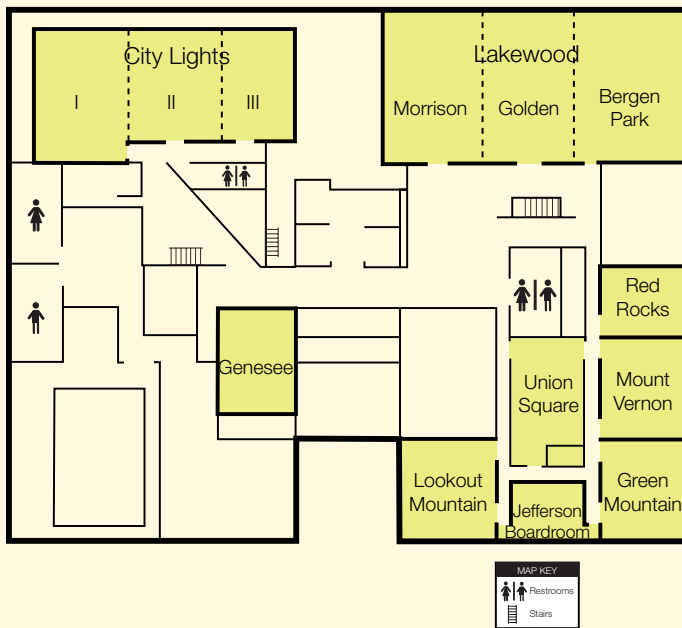 City Lights
I
II
III
Lakewood
Morrison
Golden
Bergen
Park
Red
Rocks
Genesee
Union
Square
Mount
Vernon
Lookout
Mountain
Green
Mountain
Jefferson
Boardroom
MAP KEY
Restrooms
Stairs